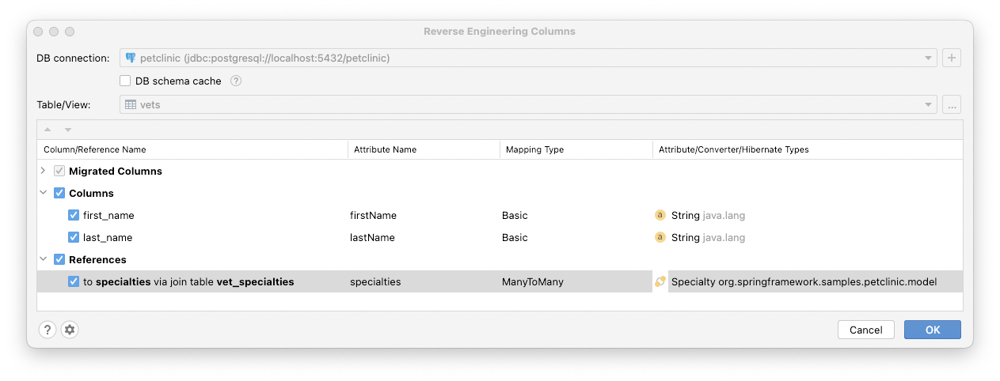 Reverse Engineering Columns
DB connection: petclinic (jdbc:postgresql://localhost:5432/petclinic) +
DB schema cache ?
Table/View: vets ...
Column/Reference Name Attribute Name Mapping Type Attribute/Converter/Hibernate Types
Migrated Columns
Columns
first_name firstName Basic a String java.lang
last_name lastName Basic a String java.lang
References
to specialties via join table vet_specialties specialties ManyToMany Specialty org.springframework.samples.petclinic.model
? Cancel OK